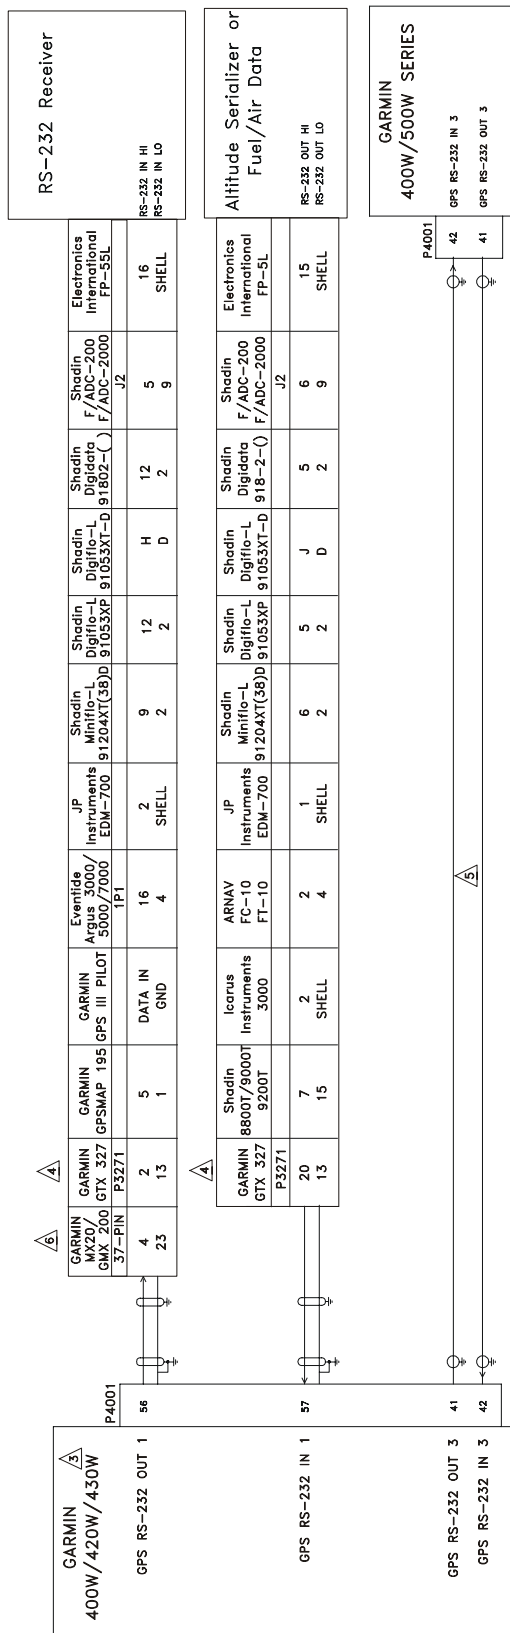 GARMIN
400W/420W/430W
3
P4001
GPS RS-232 OUT 1
56
GPS RS-232 IN 1
57
GPS RS-232 OUT 3
41
GPS RS-232 IN 3
42
6
GARMIN
MX20/
GMX 200
37-PIN
4
23
4
GARMIN
GTX 327
P3271
2
13
GARMIN
GPSMAP 195
5
1
GARMIN
GPS III PILOT
DATA IN
GND
Eventide
Argus 3000/
5000/7000
1P1
16
4
JP
Instruments
EDM-700
2
SHELL
Shadin
Miniflo-L
91204XT(38)D
9
2
Shadin
Digiflo-L
91053XP
12
2
Shadin
Digiflo-L
91053XT-D
H
D
Shadin
Digidata
91802-( )
12
2
Shadin
F/ADC-200
F/ADC-2000
J2
5
9
Electronics
International
FP-55L
16
SHELL
RS-232 Receiver
RS-232 IN HI
RS-232 IN LO
4
GARMIN
GTX 327
P3271
20
13
Shadin
8800T/9000T
9200T
7
15
Icarus
Instruments
3000
2
SHELL
ARNAV
FC-10
FT-10
2
4
JP
Instruments
EDM-700
1
SHELL
Shadin
Miniflo-L
91204XT(38)D
6
2
Shadin
Digiflo-L
91053XP
5
2
Shadin
Digiflo-L
91053XT-D
J
D
Shadin
Digidata
918-2-()
5
2
Shadin
F/ADC-200
F/ADC-2000
J2
6
9
Electronics
International
FP-5L
15
SHELL
Altitude Serializer or
Fuel/Air Data
RS-232 OUT HI
RS-232 OUT LO
5
P4001
42
41
GARMIN
400W/500W SERIES
GPS RS-232 IN 3
GPS RS-232 OUT 3